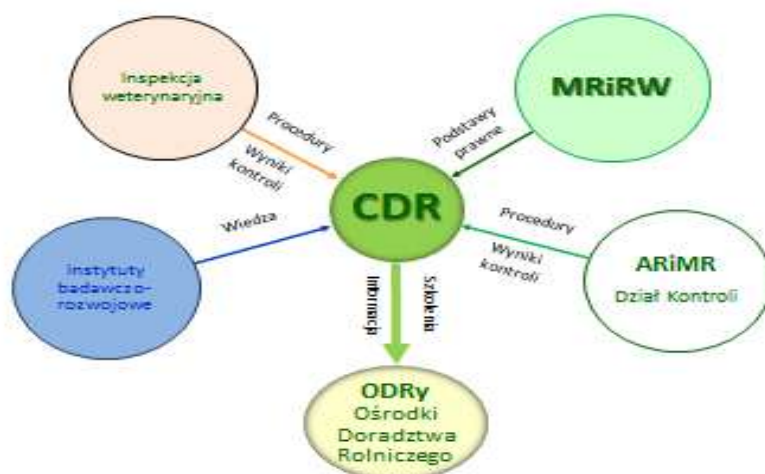 Inspekcja
weterynaryjna
MRiRW
Procedury
Wyniki
kontroli
Podstawy
prawne
CDR
Wiedza
Procedury
Wyniki
kontroli
Instytuty
badawczo-
rozwojowe
ARiMR
Dział Kontroli
Informacja
Szkolenia
ODRy
Ośrodki
Doradztwa
Rolniczego